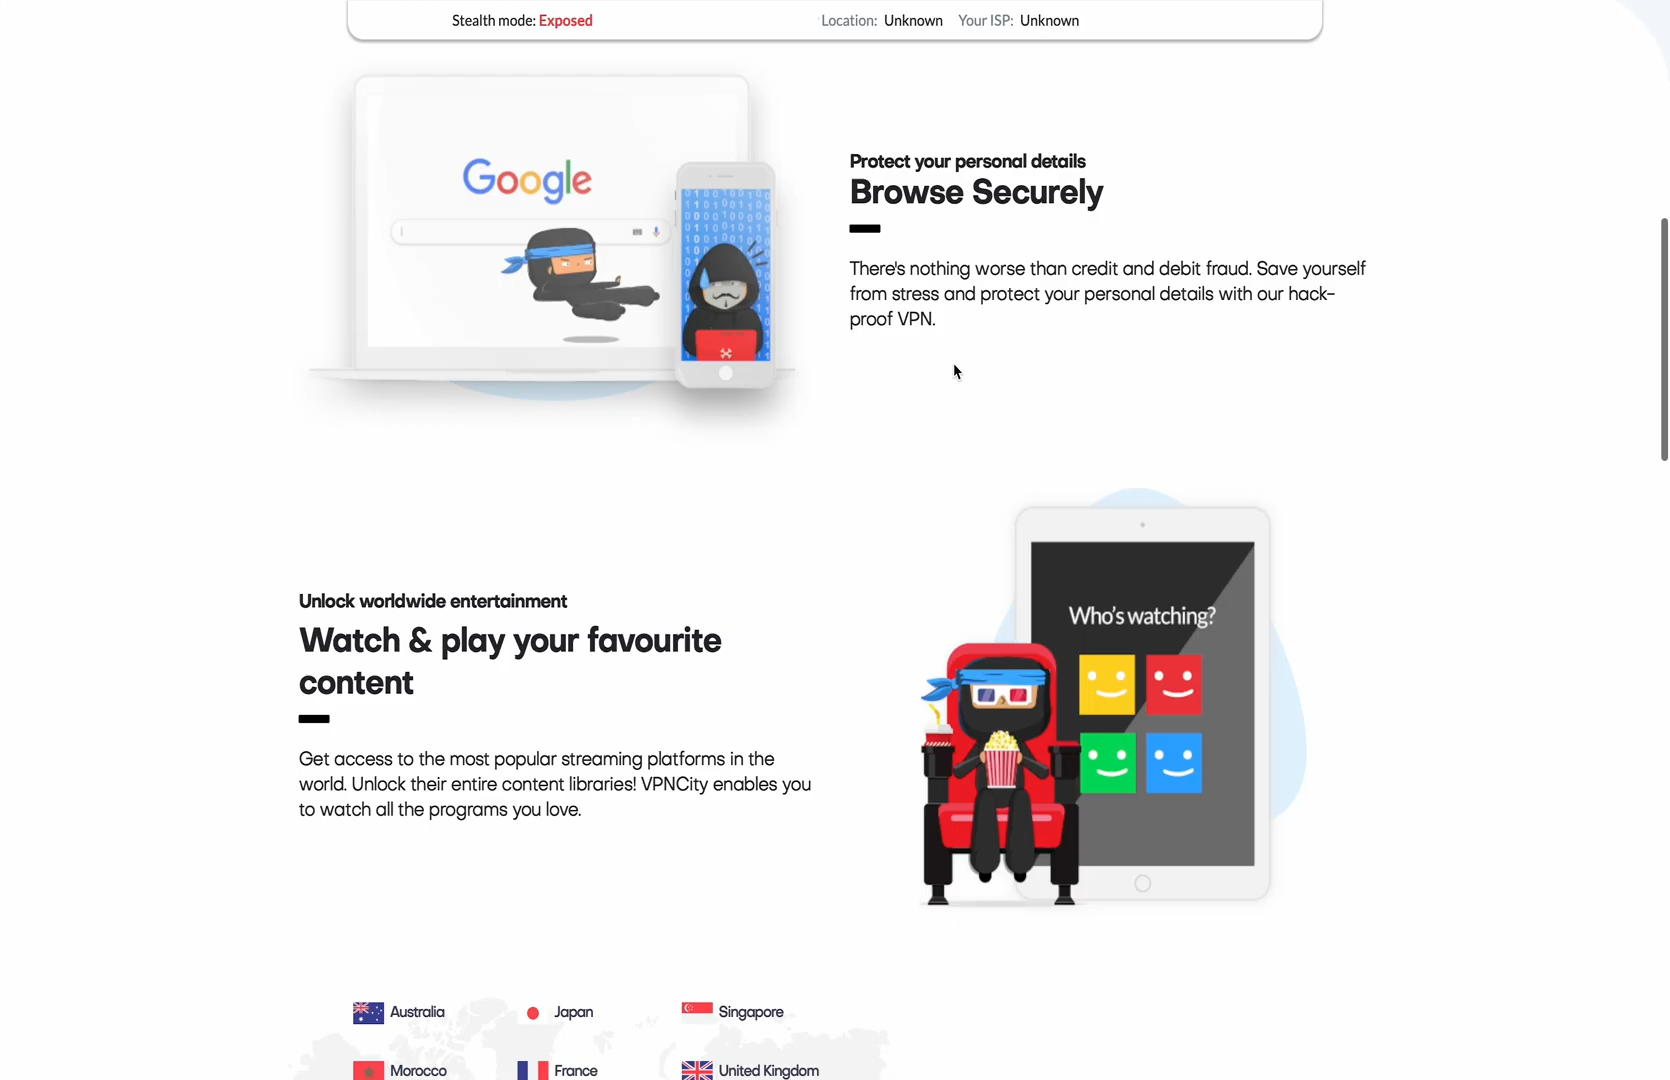 Stealth mode: Exposed
Location: Unknown Your ISP: Unknown
Google
Protect your personal details
Browse Securely
There's nothing worse than credit and debit fraud. Save yourself
from stress and protect your personal details with our hack-
proof VPN.
Unlock worldwide entertainment
Watch & play your favourite
content
Get access to the most popular streaming platforms in the
world. Unlock their entire content libraries! VPNCity enables you
to watch all the programs you love.
Who's watching?
Australia Japan Singapore
Morocco France United Kingdom